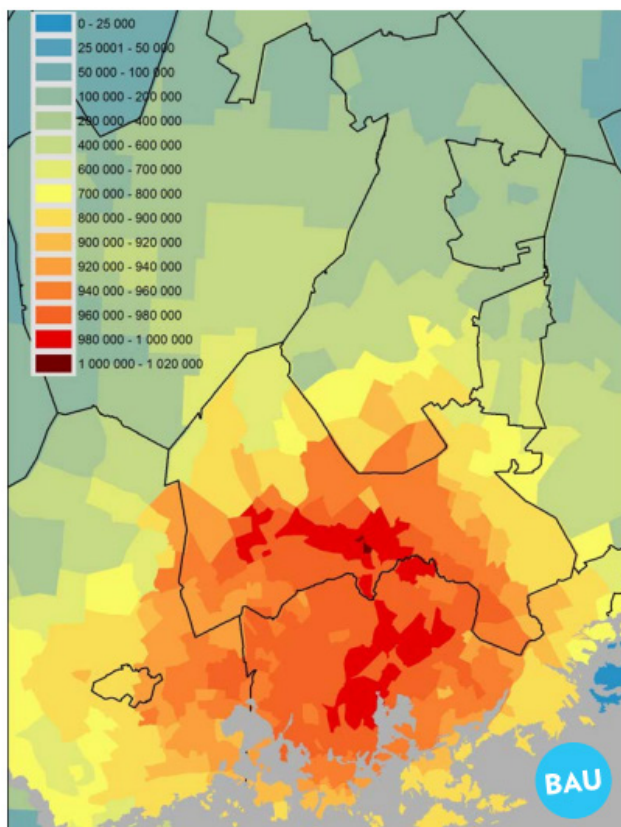 0 - 25 000
25 0001 - 50 000
50 000 - 100 000
100 000 - 200 000
200 000 - 400 000
400 000 - 600 000
600 000 - 700 000
700 000 - 800 000
800 000 - 900 000
900 000 - 920 000
920 000 - 940 000
940 000 - 960 000
960 000 - 980 000
980 000 - 1 000 000
1 000 000 - 1 020 000
BAU